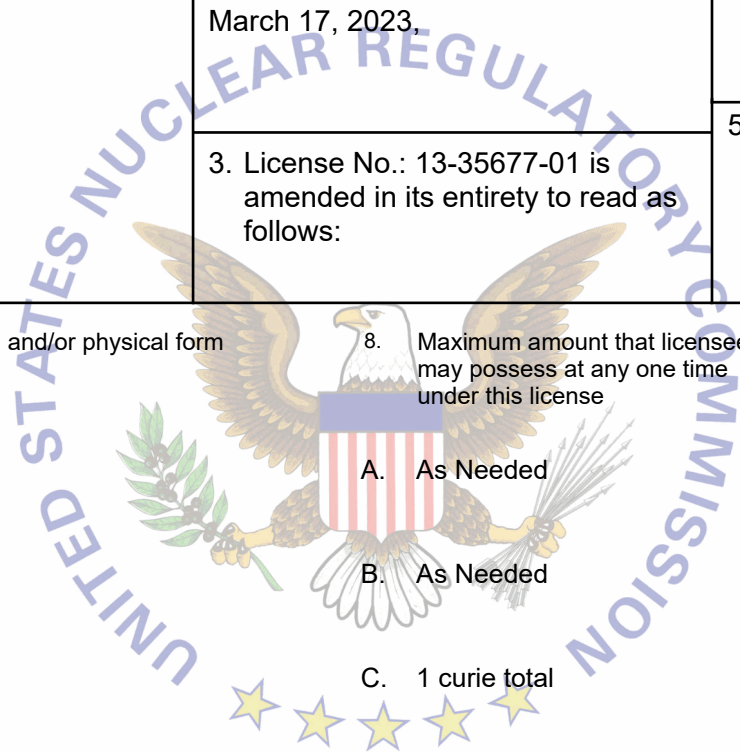 March 17, 2023,
5
3. License No.: 13-35677-01 is
amended in its entirety to read as
follows:
and/or physical form
8. Maximum amount that licensee
may possess at any one time
under this license
A. As Needed
B. As Needed
C. 1 curie total
UNITED STATES NUCLEAR REGULATORY COMMISSION